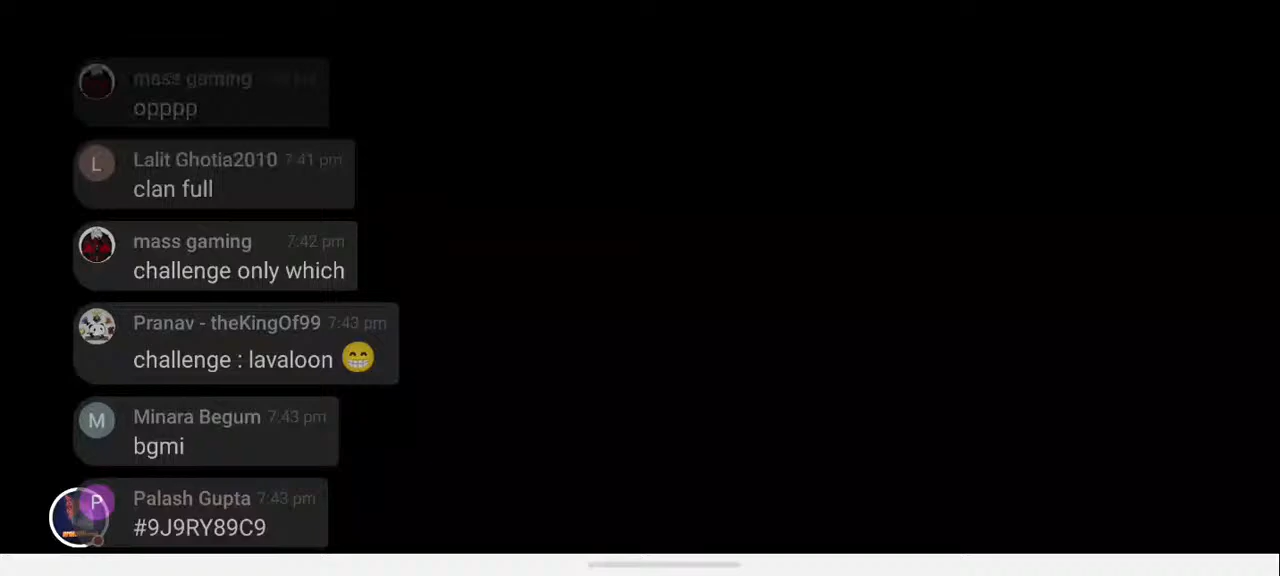 mass gaming
opppp
Lalit Ghotia2010 7:41 pm
clan full
mass gaming 7:42 pm
challenge only which
Pranav - theKingOf99 7:43 pm
challenge : lavaloon 😁
M
Minara Begum 7:43 pm
bgmi
P
Palash Gupta 7:43 pm
#9J9RY89C9